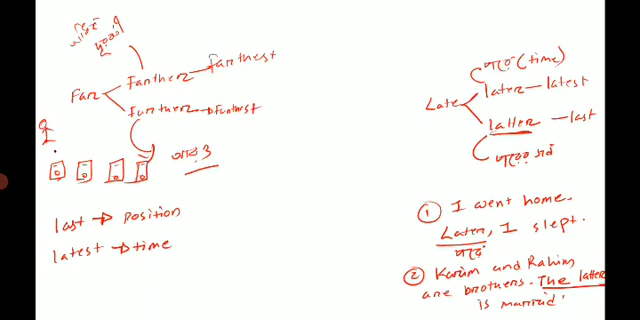 দূরবর্তী
Far
Farther
farthest
further
furthest
আরও
last → position
latest → time
Late
পরে (time)
later — latest
latter — last
① I went home.
Later, I slept.
পরে
② Karim and Rahim
are brothers. The latter
is married